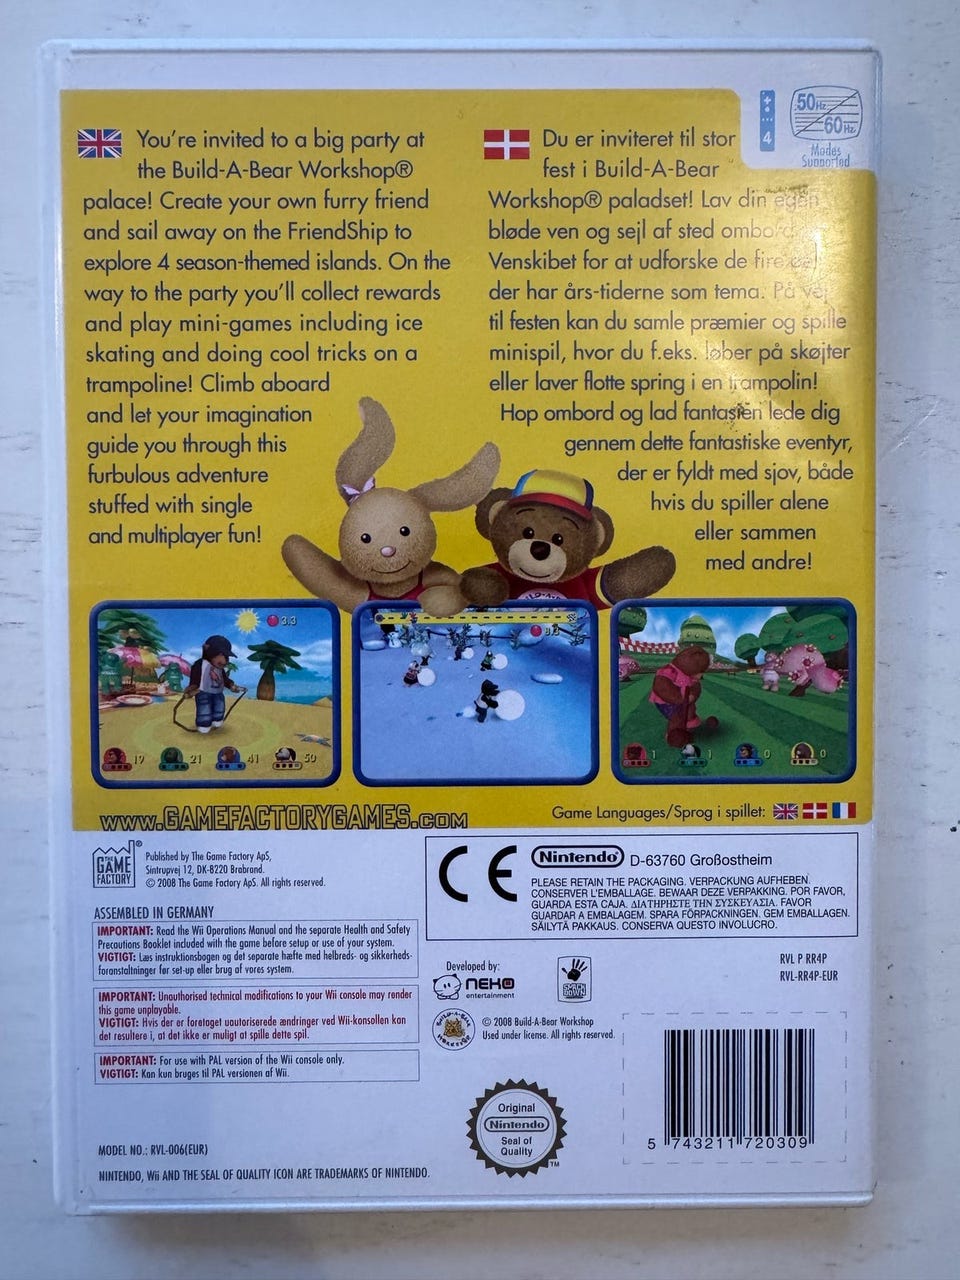 You're invited to a big party at
the Build-A-Bear Workshop®
palace! Create your own furry friend
and sail away on the FriendShip to
explore 4 season-themed islands. On the
way to the party you'll collect rewards
and play mini-games including ice
skating and doing cool tricks on a
trampoline! Climb aboard
and let your imagination
guide you through this
furbulous adventure
stuffed with single
and multiplayer fun!
Du er inviteret til stor
fest i Build-A-Bear
Workshop® paladset! Lav din egen
bløde ven og sejl af sted ombord
Venskibet for at udforske de fire
der har års-tiderne som tema. På vej
til festen kan du samle præmier og spille
minispil, hvor du f.eks. løber på skøjter
eller laver flotte spring i en trampolin!
Hop ombord og lad fantasien lede dig
gennem dette fantastiske eventyr,
der er fyldt med sjov, både
hvis du spiller alene
eller sammen
med andre!
4
50Hz
60Hz
Modes
Supported
3.3
19 21 41 50
1 1 0 0
www.GAMEFACTORYGAMES.com
Game Languages/Sprog i spillet:
THE
GAME
FACTORY®
Published by The Game Factory ApS,
Sintrupvej 12, DK-8220 Brabrand.
© 2008 The Game Factory ApS. All rights reserved.
ASSEMBLED IN GERMANY
IMPORTANT: Read the Wii Operations Manual and the separate Health and Safety
Precautions Booklet included with the game before setup or use of your system.
VIGTIGT: Læs instruktionsbogen og det separate hæfte med helbreds- og sikkerheds-
foranstaltninger før set-up eller brug af vores system.
IMPORTANT: Unauthorised technical modifications to your Wii console may render
this game unplayable.
VIGTIGT: Hvis der er foretaget uautoriserede ændringer ved Wii-konsollen kan
det resultere i, at det ikke er muligt at spille dette spil.
IMPORTANT: For use with PAL version of the Wii console only.
VIGTIGT: Kan kun bruges til PAL versionen af Wii.
MODEL NO.: RVL-006(EUR)
NINTENDO, Wii AND THE SEAL OF QUALITY ICON ARE TRADEMARKS OF NINTENDO.
CE
Nintendo® D-63760 Großostheim
PLEASE RETAIN THE PACKAGING. VERPACKUNG AUFHEBEN.
CONSERVER L'EMBALLAGE. BEWAAR DEZE VERPAKKING. POR FAVOR,
GUARDA ESTA CAJA. ΔΙΑΤΗΡΗΣΤΕ ΤΗΝ ΣΥΣΚΕΥΑΣΙΑ. FAVOR
GUARDAR A EMBALAGEM. SPARA FÖRPACKNINGEN. GEM EMBALLAGEN.
SÄILYTÄ PAKKAUS. CONSERVA QUESTO INVOLUCRO.
RVL P RR4P
RVL-RR4P-EUR
Developed by:
NEKO
entertainment
SMACK
DOWN
BUILD-A-BEAR
WORKSHOP
© 2008 Build-A-Bear Workshop
Used under license. All rights reserved.
Original
Nintendo®
Seal of
Quality
TM
5 743211 720309